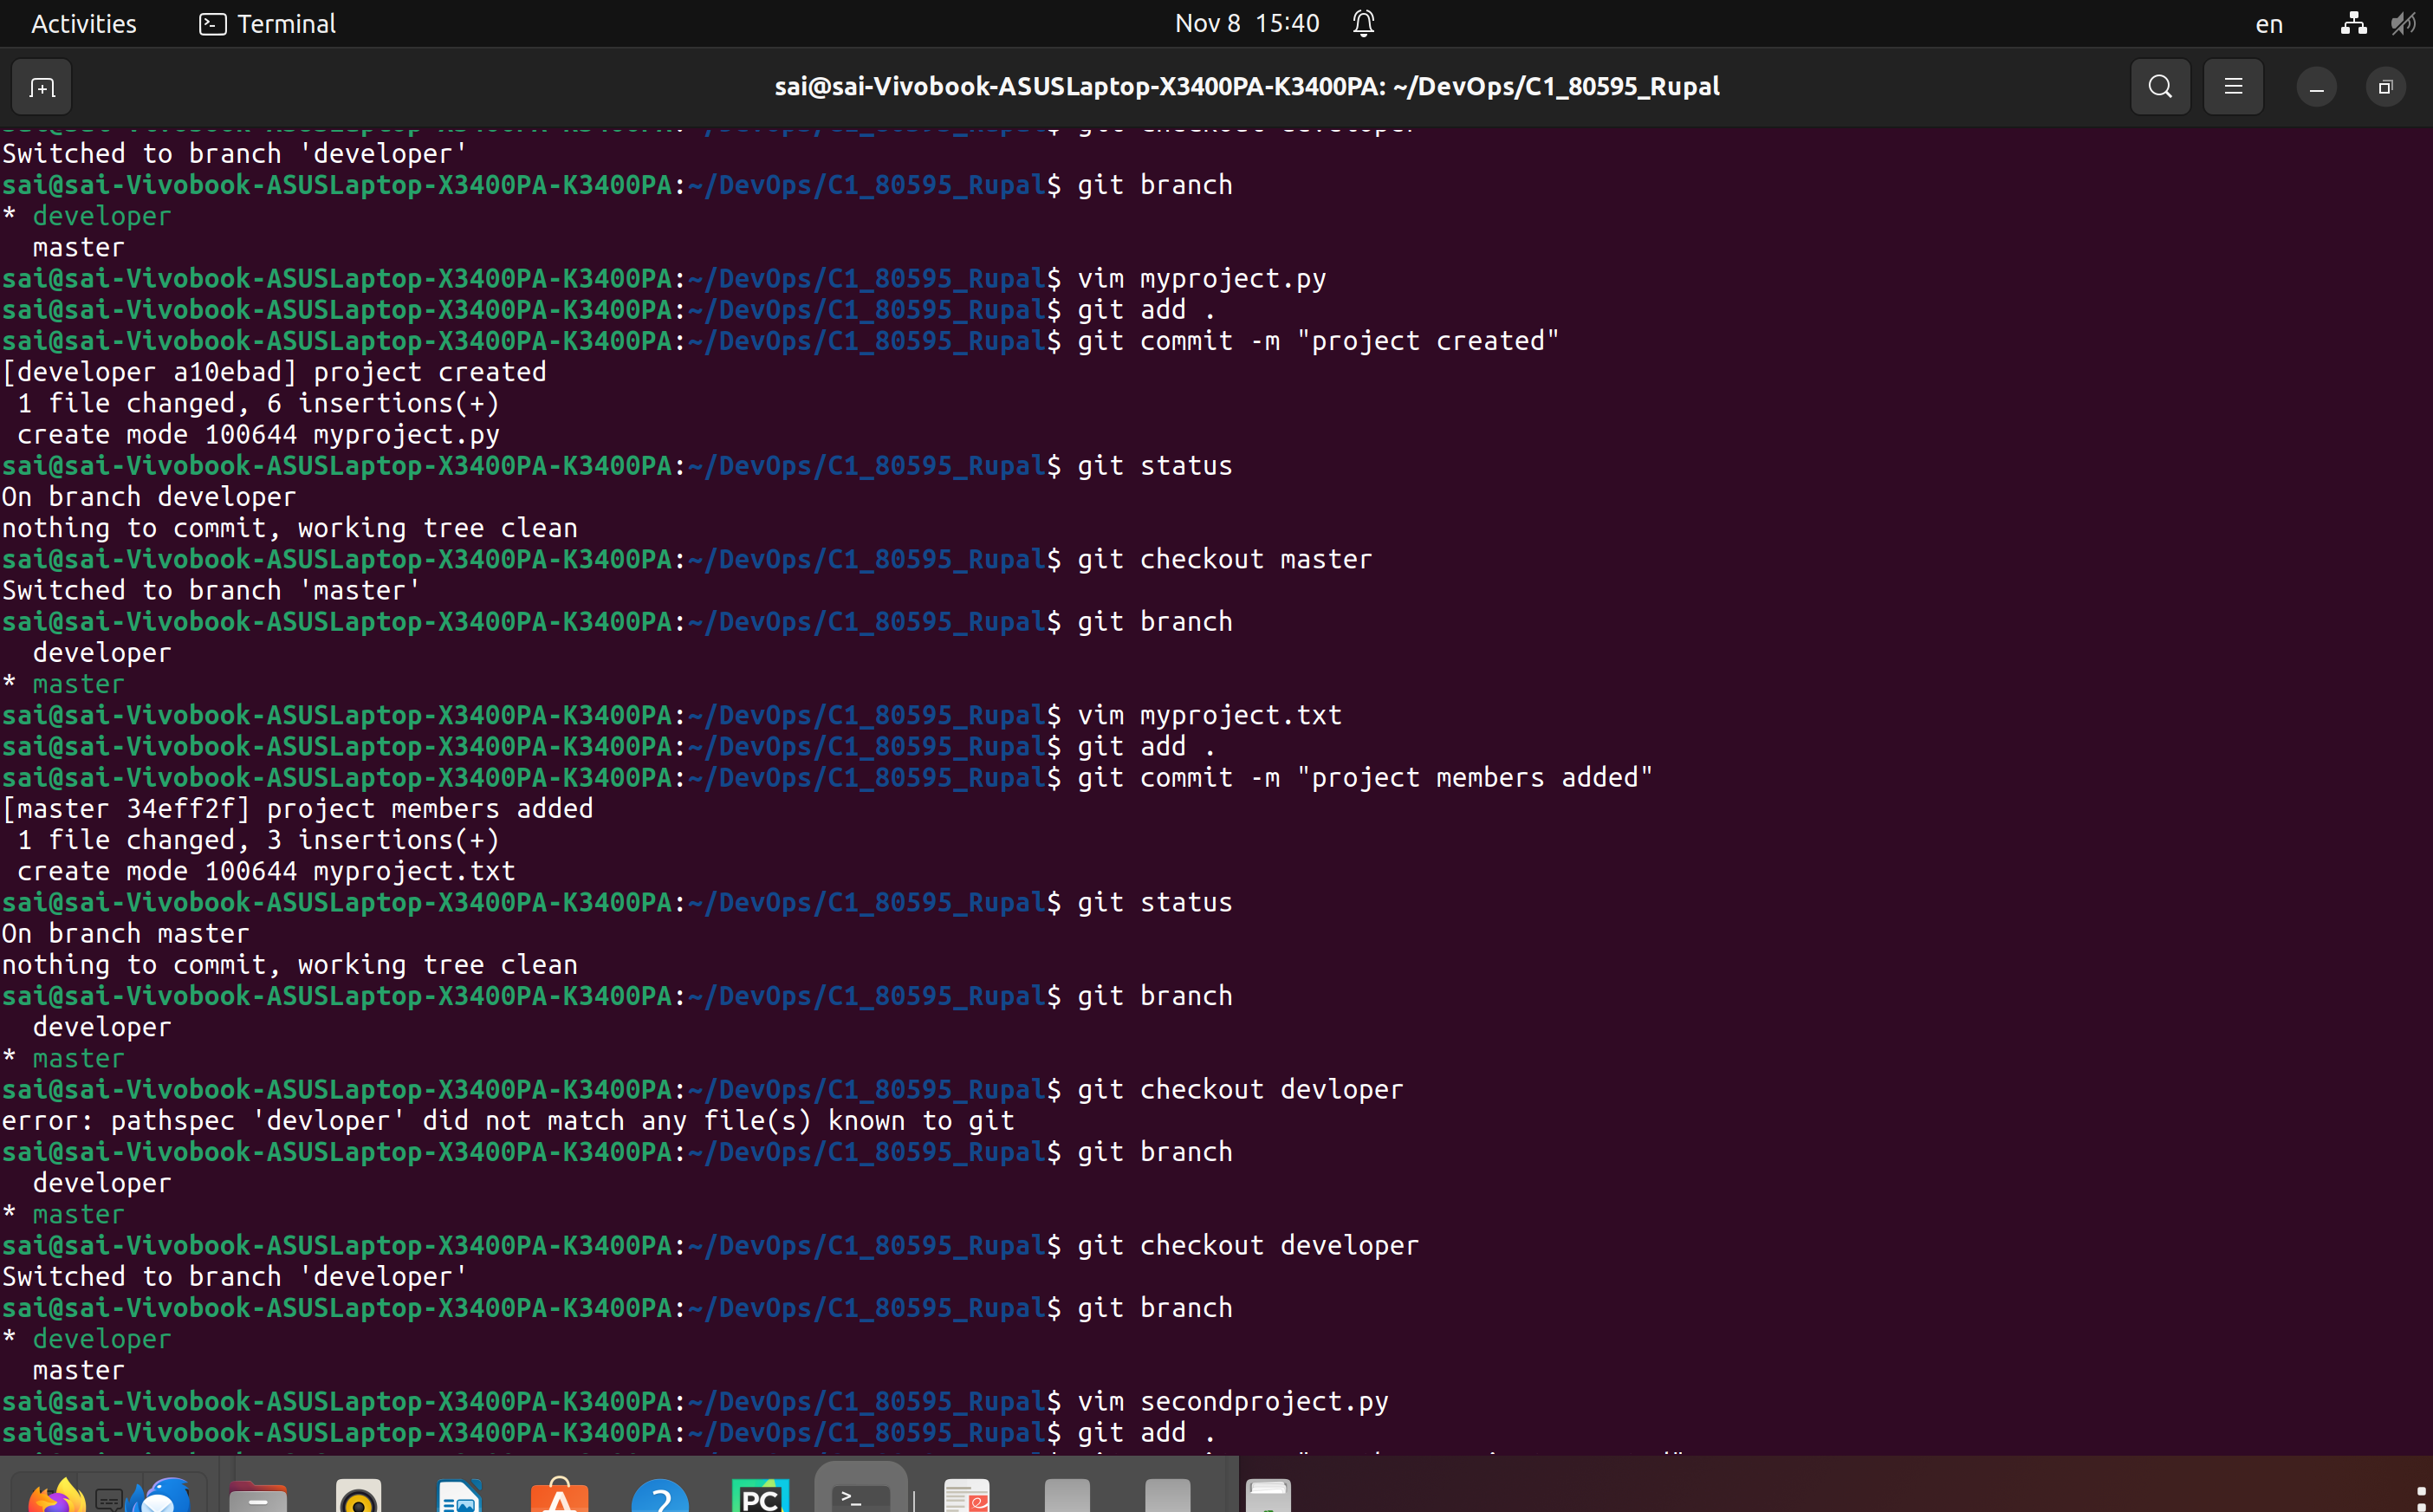 Activities
Terminal
Nov 8 15:40
en
sai@sai-Vivobook-ASUSLaptop-X3400PA-K3400PA: ~/DevOps/C1_80595_Rupal
sai@sai-Vivobook-ASUSLaptop-X3400PA-K3400PA:~/DevOps/C1_80595_Rupal$ git checkout developer
Switched to branch 'developer'
sai@sai-Vivobook-ASUSLaptop-X3400PA-K3400PA:~/DevOps/C1_80595_Rupal$ git branch
* developer
  master
sai@sai-Vivobook-ASUSLaptop-X3400PA-K3400PA:~/DevOps/C1_80595_Rupal$ vim myproject.py
sai@sai-Vivobook-ASUSLaptop-X3400PA-K3400PA:~/DevOps/C1_80595_Rupal$ git add .
sai@sai-Vivobook-ASUSLaptop-X3400PA-K3400PA:~/DevOps/C1_80595_Rupal$ git commit -m "project created"
[developer a10ebad] project created
 1 file changed, 6 insertions(+)
 create mode 100644 myproject.py
sai@sai-Vivobook-ASUSLaptop-X3400PA-K3400PA:~/DevOps/C1_80595_Rupal$ git status
On branch developer
nothing to commit, working tree clean
sai@sai-Vivobook-ASUSLaptop-X3400PA-K3400PA:~/DevOps/C1_80595_Rupal$ git checkout master
Switched to branch 'master'
sai@sai-Vivobook-ASUSLaptop-X3400PA-K3400PA:~/DevOps/C1_80595_Rupal$ git branch
  developer
* master
sai@sai-Vivobook-ASUSLaptop-X3400PA-K3400PA:~/DevOps/C1_80595_Rupal$ vim myproject.txt
sai@sai-Vivobook-ASUSLaptop-X3400PA-K3400PA:~/DevOps/C1_80595_Rupal$ git add .
sai@sai-Vivobook-ASUSLaptop-X3400PA-K3400PA:~/DevOps/C1_80595_Rupal$ git commit -m "project members added"
[master 34eff2f] project members added
 1 file changed, 3 insertions(+)
 create mode 100644 myproject.txt
sai@sai-Vivobook-ASUSLaptop-X3400PA-K3400PA:~/DevOps/C1_80595_Rupal$ git status
On branch master
nothing to commit, working tree clean
sai@sai-Vivobook-ASUSLaptop-X3400PA-K3400PA:~/DevOps/C1_80595_Rupal$ git branch
  developer
* master
sai@sai-Vivobook-ASUSLaptop-X3400PA-K3400PA:~/DevOps/C1_80595_Rupal$ git checkout devloper
error: pathspec 'devloper' did not match any file(s) known to git
sai@sai-Vivobook-ASUSLaptop-X3400PA-K3400PA:~/DevOps/C1_80595_Rupal$ git branch
  developer
* master
sai@sai-Vivobook-ASUSLaptop-X3400PA-K3400PA:~/DevOps/C1_80595_Rupal$ git checkout developer
Switched to branch 'developer'
sai@sai-Vivobook-ASUSLaptop-X3400PA-K3400PA:~/DevOps/C1_80595_Rupal$ git branch
* developer
  master
sai@sai-Vivobook-ASUSLaptop-X3400PA-K3400PA:~/DevOps/C1_80595_Rupal$ vim secondproject.py
sai@sai-Vivobook-ASUSLaptop-X3400PA-K3400PA:~/DevOps/C1_80595_Rupal$ git add .
PC